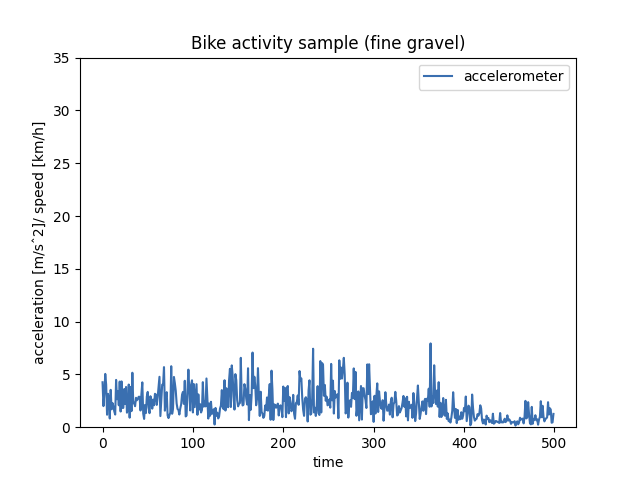 Bike activity sample (fine gravel)
accelerometer
acceleration [m/s^2]/ speed [km/h]
35
30
25
20
15
10
5
0
0 100 200 300 400 500
time